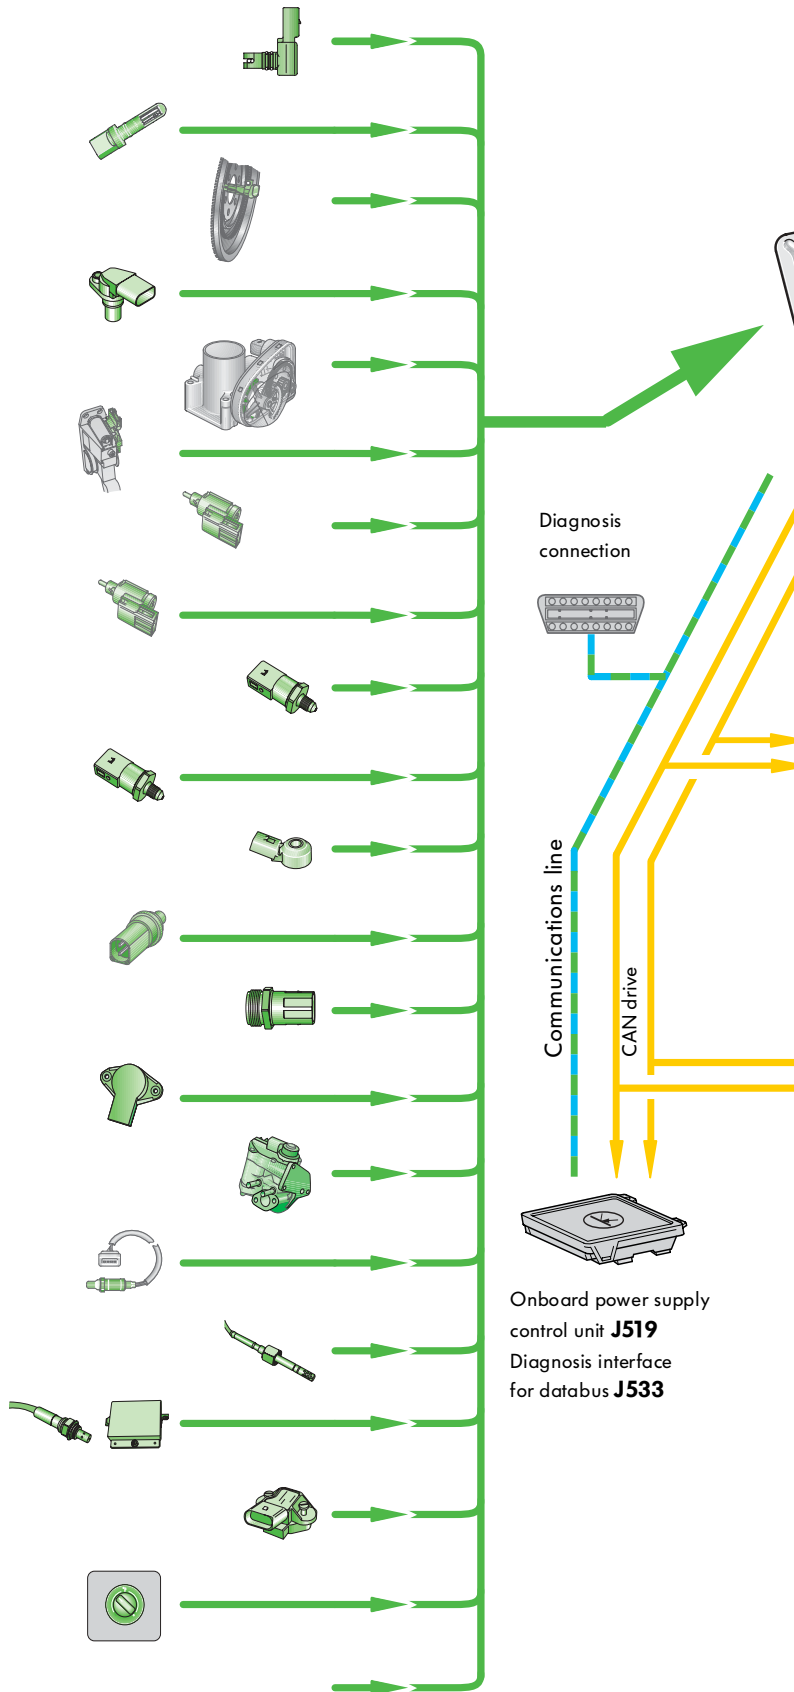 Diagnosis
connection
Communications line
CAN drive
Onboard power supply
control unit J519
Diagnosis interface
for databus J533